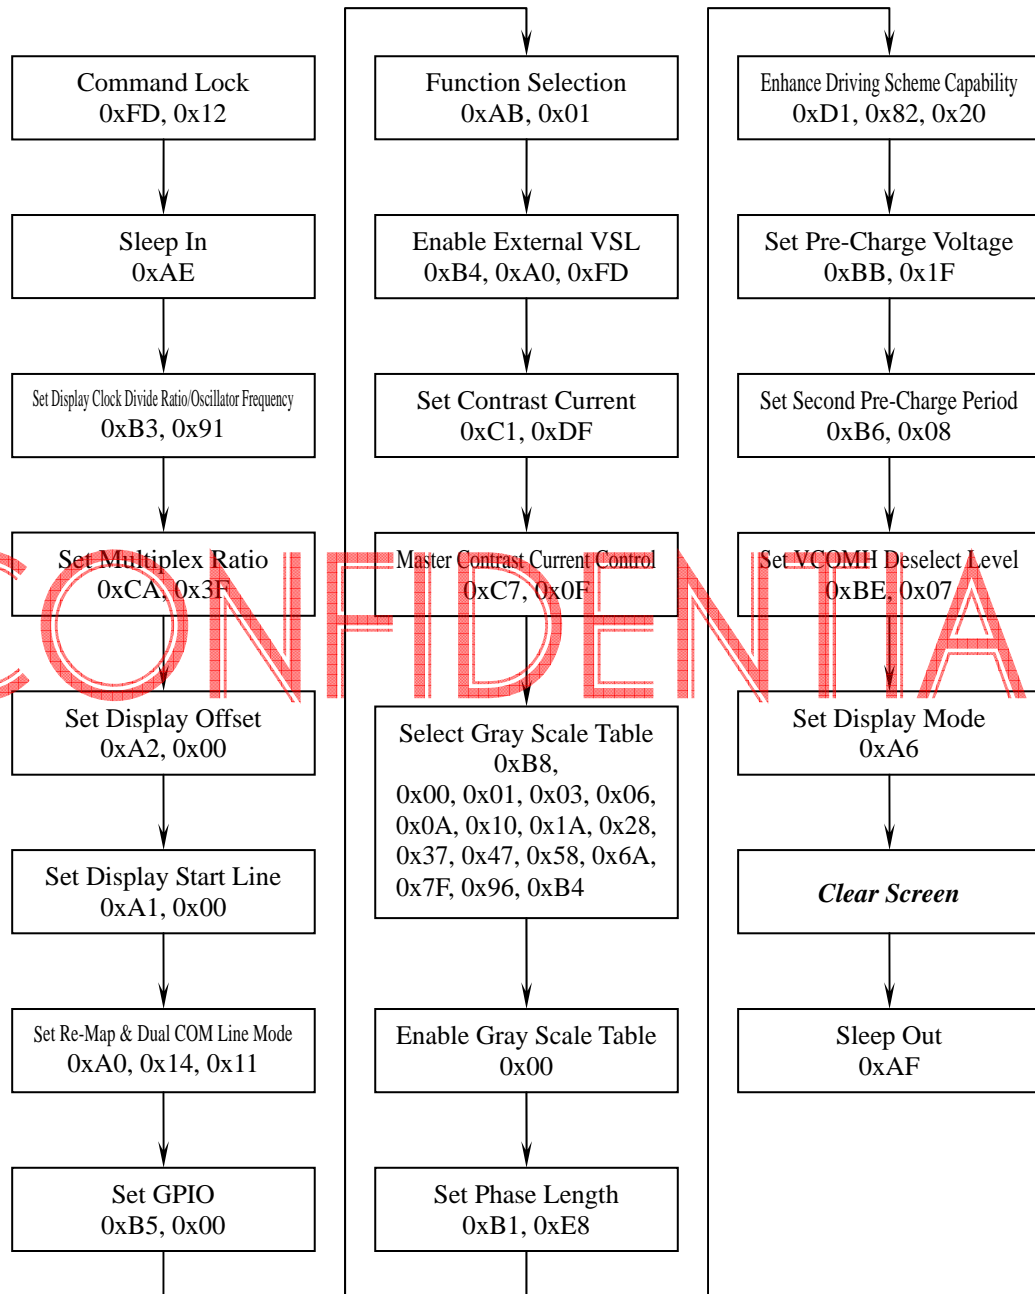 Command Lock
0xFD, 0x12
Sleep In
0xAE
Set Display Clock Divide Ratio/Oscillator Frequency
0xB3, 0x91
Set Multiplex Ratio
0xCA, 0x3F
Set Display Offset
0xA2, 0x00
Set Display Start Line
0xA1, 0x00
Set Re-Map & Dual COM Line Mode
0xA0, 0x14, 0x11
Set GPIO
0xB5, 0x00
Function Selection
0xAB, 0x01
Enable External VSL
0xB4, 0xA0, 0xFD
Set Contrast Current
0xC1, 0xDF
Master Contrast Current Control
0xC7, 0x0F
Select Gray Scale Table
0xB8,
0x00, 0x01, 0x03, 0x06,
0x0A, 0x10, 0x1A, 0x28,
0x37, 0x47, 0x58, 0x6A,
0x7F, 0x96, 0xB4
Enable Gray Scale Table
0x00
Set Phase Length
0xB1, 0xE8
Enhance Driving Scheme Capability
0xD1, 0x82, 0x20
Set Pre-Charge Voltage
0xBB, 0x1F
Set Second Pre-Charge Period
0xB6, 0x08
Set VCOMH Deselect Level
0xBE, 0x07
Set Display Mode
0xA6
Clear Screen
Sleep Out
0xAF
CONFIDENTIA